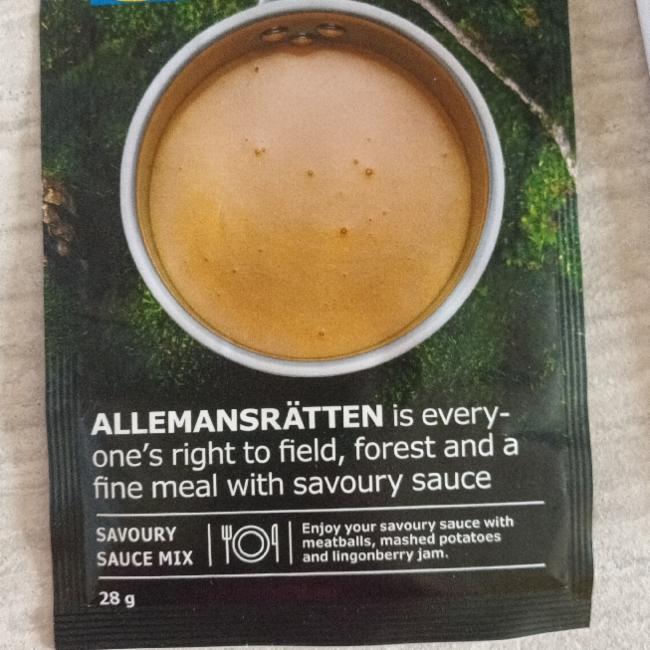 ALLEMANSRÄTTEN is every-
one's right to field, forest and a
fine meal with savoury sauce
SAVOURY
SAUCE MIX
Enjoy your savoury sauce with
meatballs, mashed potatoes
and lingonberry jam.
28 g